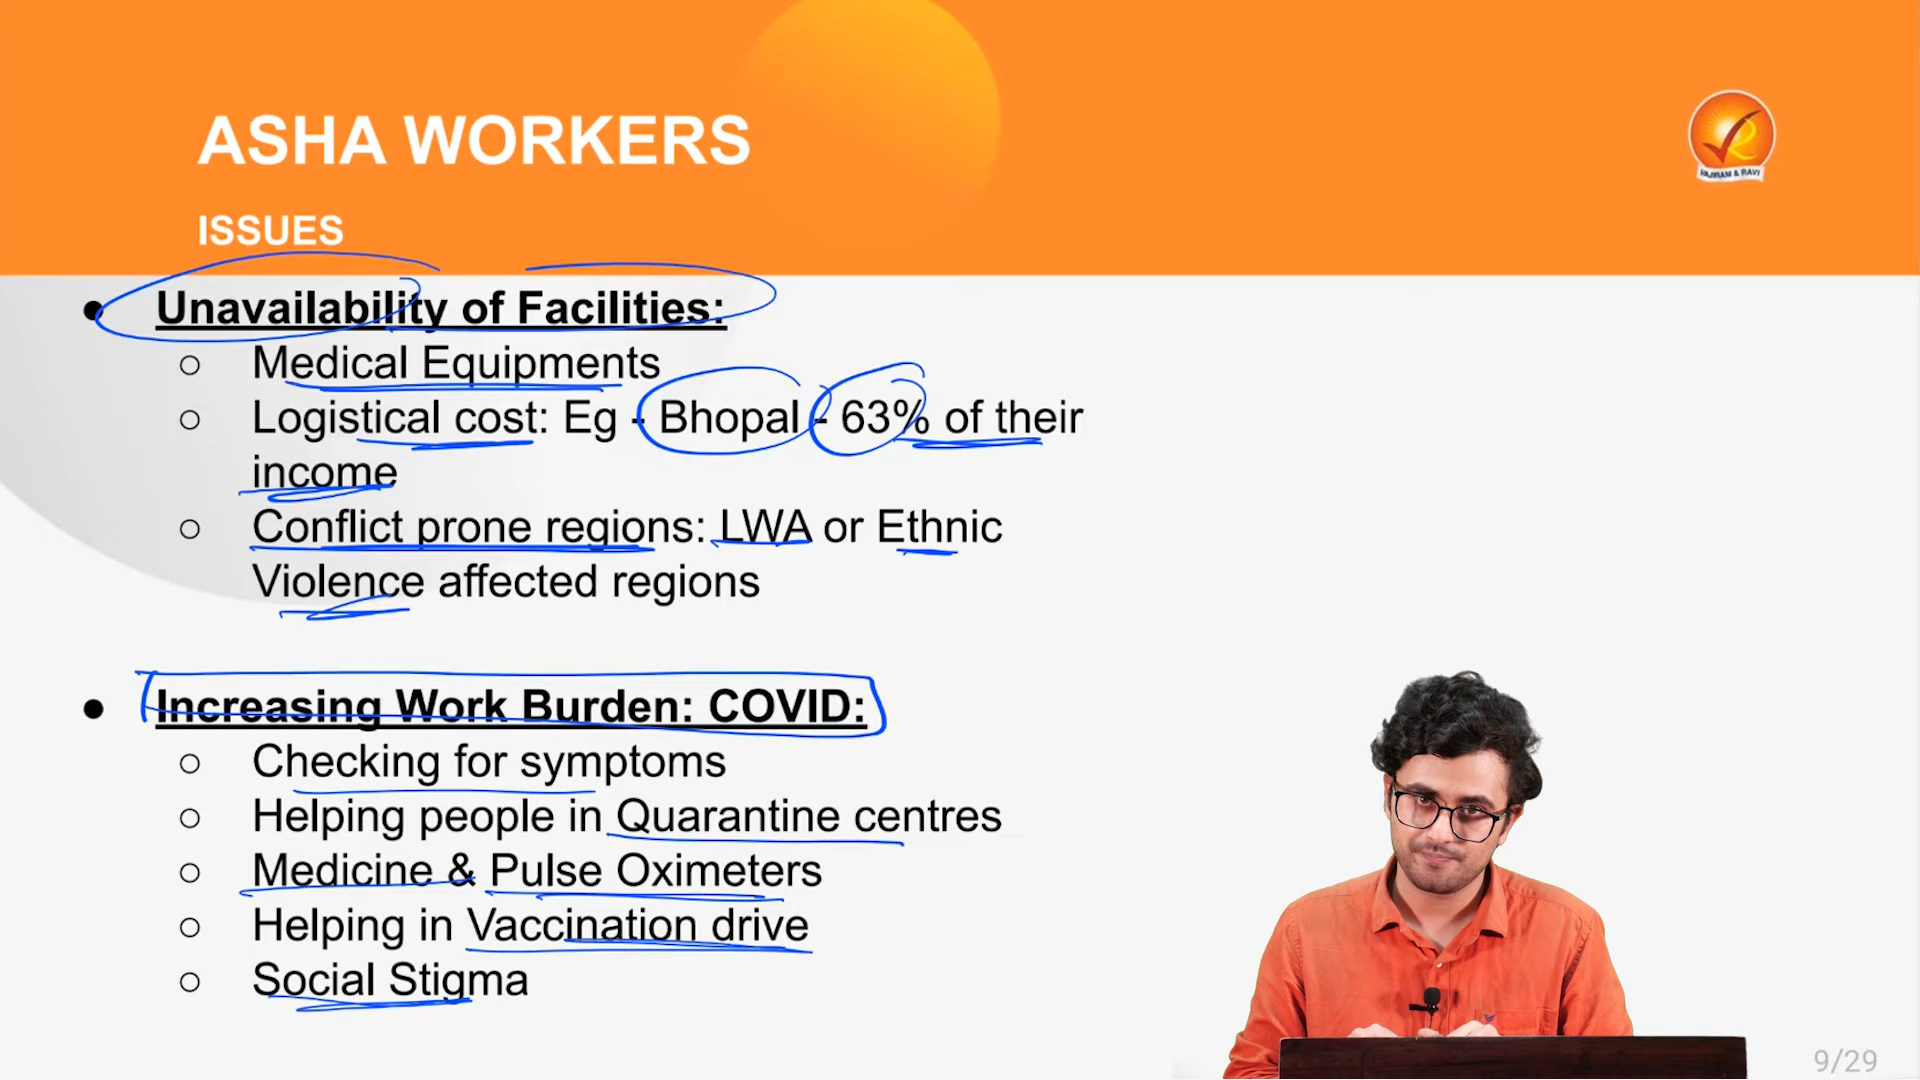 ASHA WORKERS
ISSUES
VAJIRAM & RAVI
● Unavailability of Facilities:
○ Medical Equipments
○ Logistical cost: Eg - Bhopal - 63% of their
income
○ Conflict prone regions: LWA or Ethnic
Violence affected regions
● Increasing Work Burden: COVID:
○ Checking for symptoms
○ Helping people in Quarantine centres
○ Medicine & Pulse Oximeters
○ Helping in Vaccination drive
○ Social Stigma
9/29